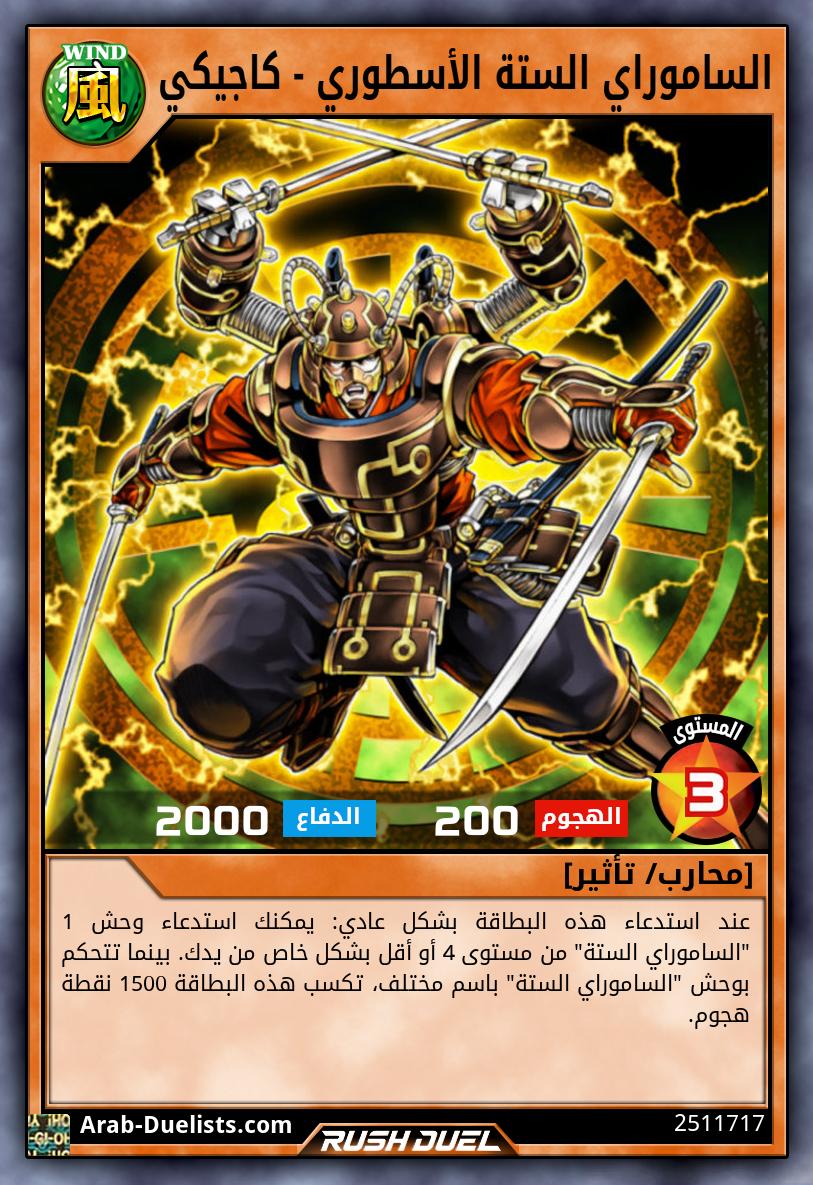 WIND
風
الساموراي الستة الأسطوري - كاجيكي
المستوى
3
الهجوم 200 الدفاع 2000
[محارب/ تأثير]
عند استدعاء هذه البطاقة بشكل عادي: يمكنك استدعاء وحش 1
"الساموراي الستة" من مستوى 4 أو أقل بشكل خاص من يدك. بينما تتحكم
بوحش "الساموراي الستة" باسم مختلف، تكسب هذه البطاقة 1500 نقطة
هجوم.
Arab-Duelists.com
RUSH DUEL
2511717